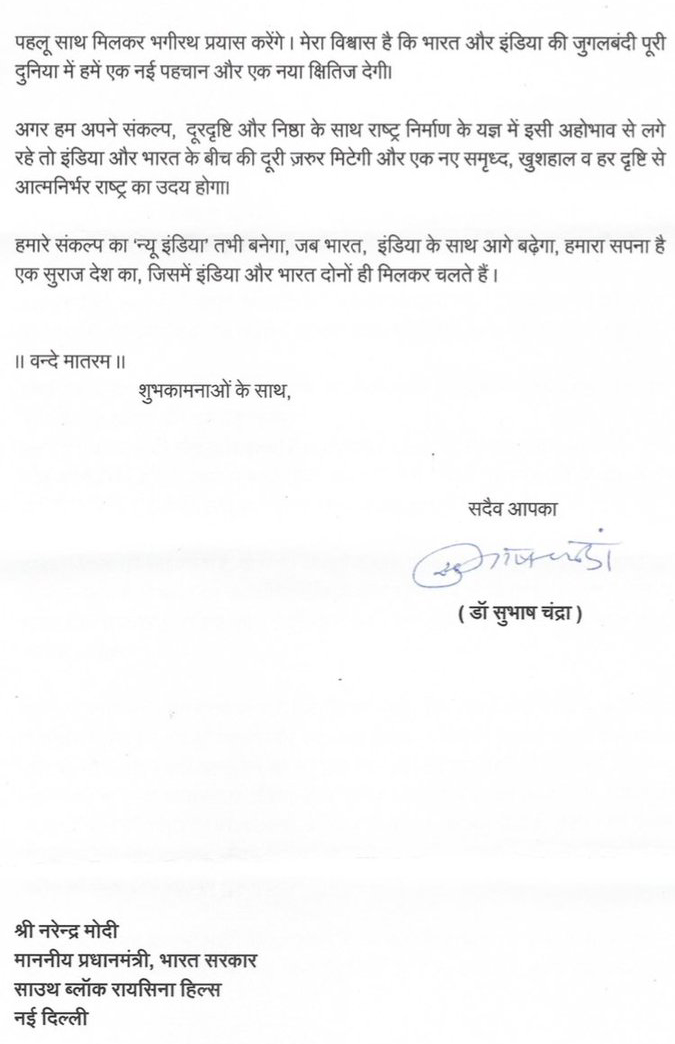 पहलू साथ मिलकर भगीरथ प्रयास करेंगे। मेरा विश्वास है कि भारत और इंडिया की जुगलबंदी पूरी
दुनिया में हमें एक नई पहचान और एक नया क्षितिज देगी।
अगर हम अपने संकल्प, दूरदृष्टि और निष्ठा के साथ राष्ट्र निर्माण के यज्ञ में इसी अहोभाव से लगे
रहे तो इंडिया और भारत के बीच की दूरी ज़रुर मिटेगी और एक नए समृध्द, खुशहाल व हर दृष्टि से
आत्मनिर्भर राष्ट्र का उदय होगा।
हमारे संकल्प का ‘न्यू इंडिया’ तभी बनेगा, जब भारत, इंडिया के साथ आगे बढ़ेगा, हमारा सपना है
एक सुराज देश का, जिसमें इंडिया और भारत दोनों ही मिलकर चलते हैं।
॥ वन्दे मातरम ॥
शुभकामनाओं के साथ,
सदैव आपका
( डॉ सुभाष चंद्रा )
श्री नरेन्द्र मोदी
माननीय प्रधानमंत्री, भारत सरकार
साउथ ब्लॉक रायसिना हिल्स
नई दिल्ली